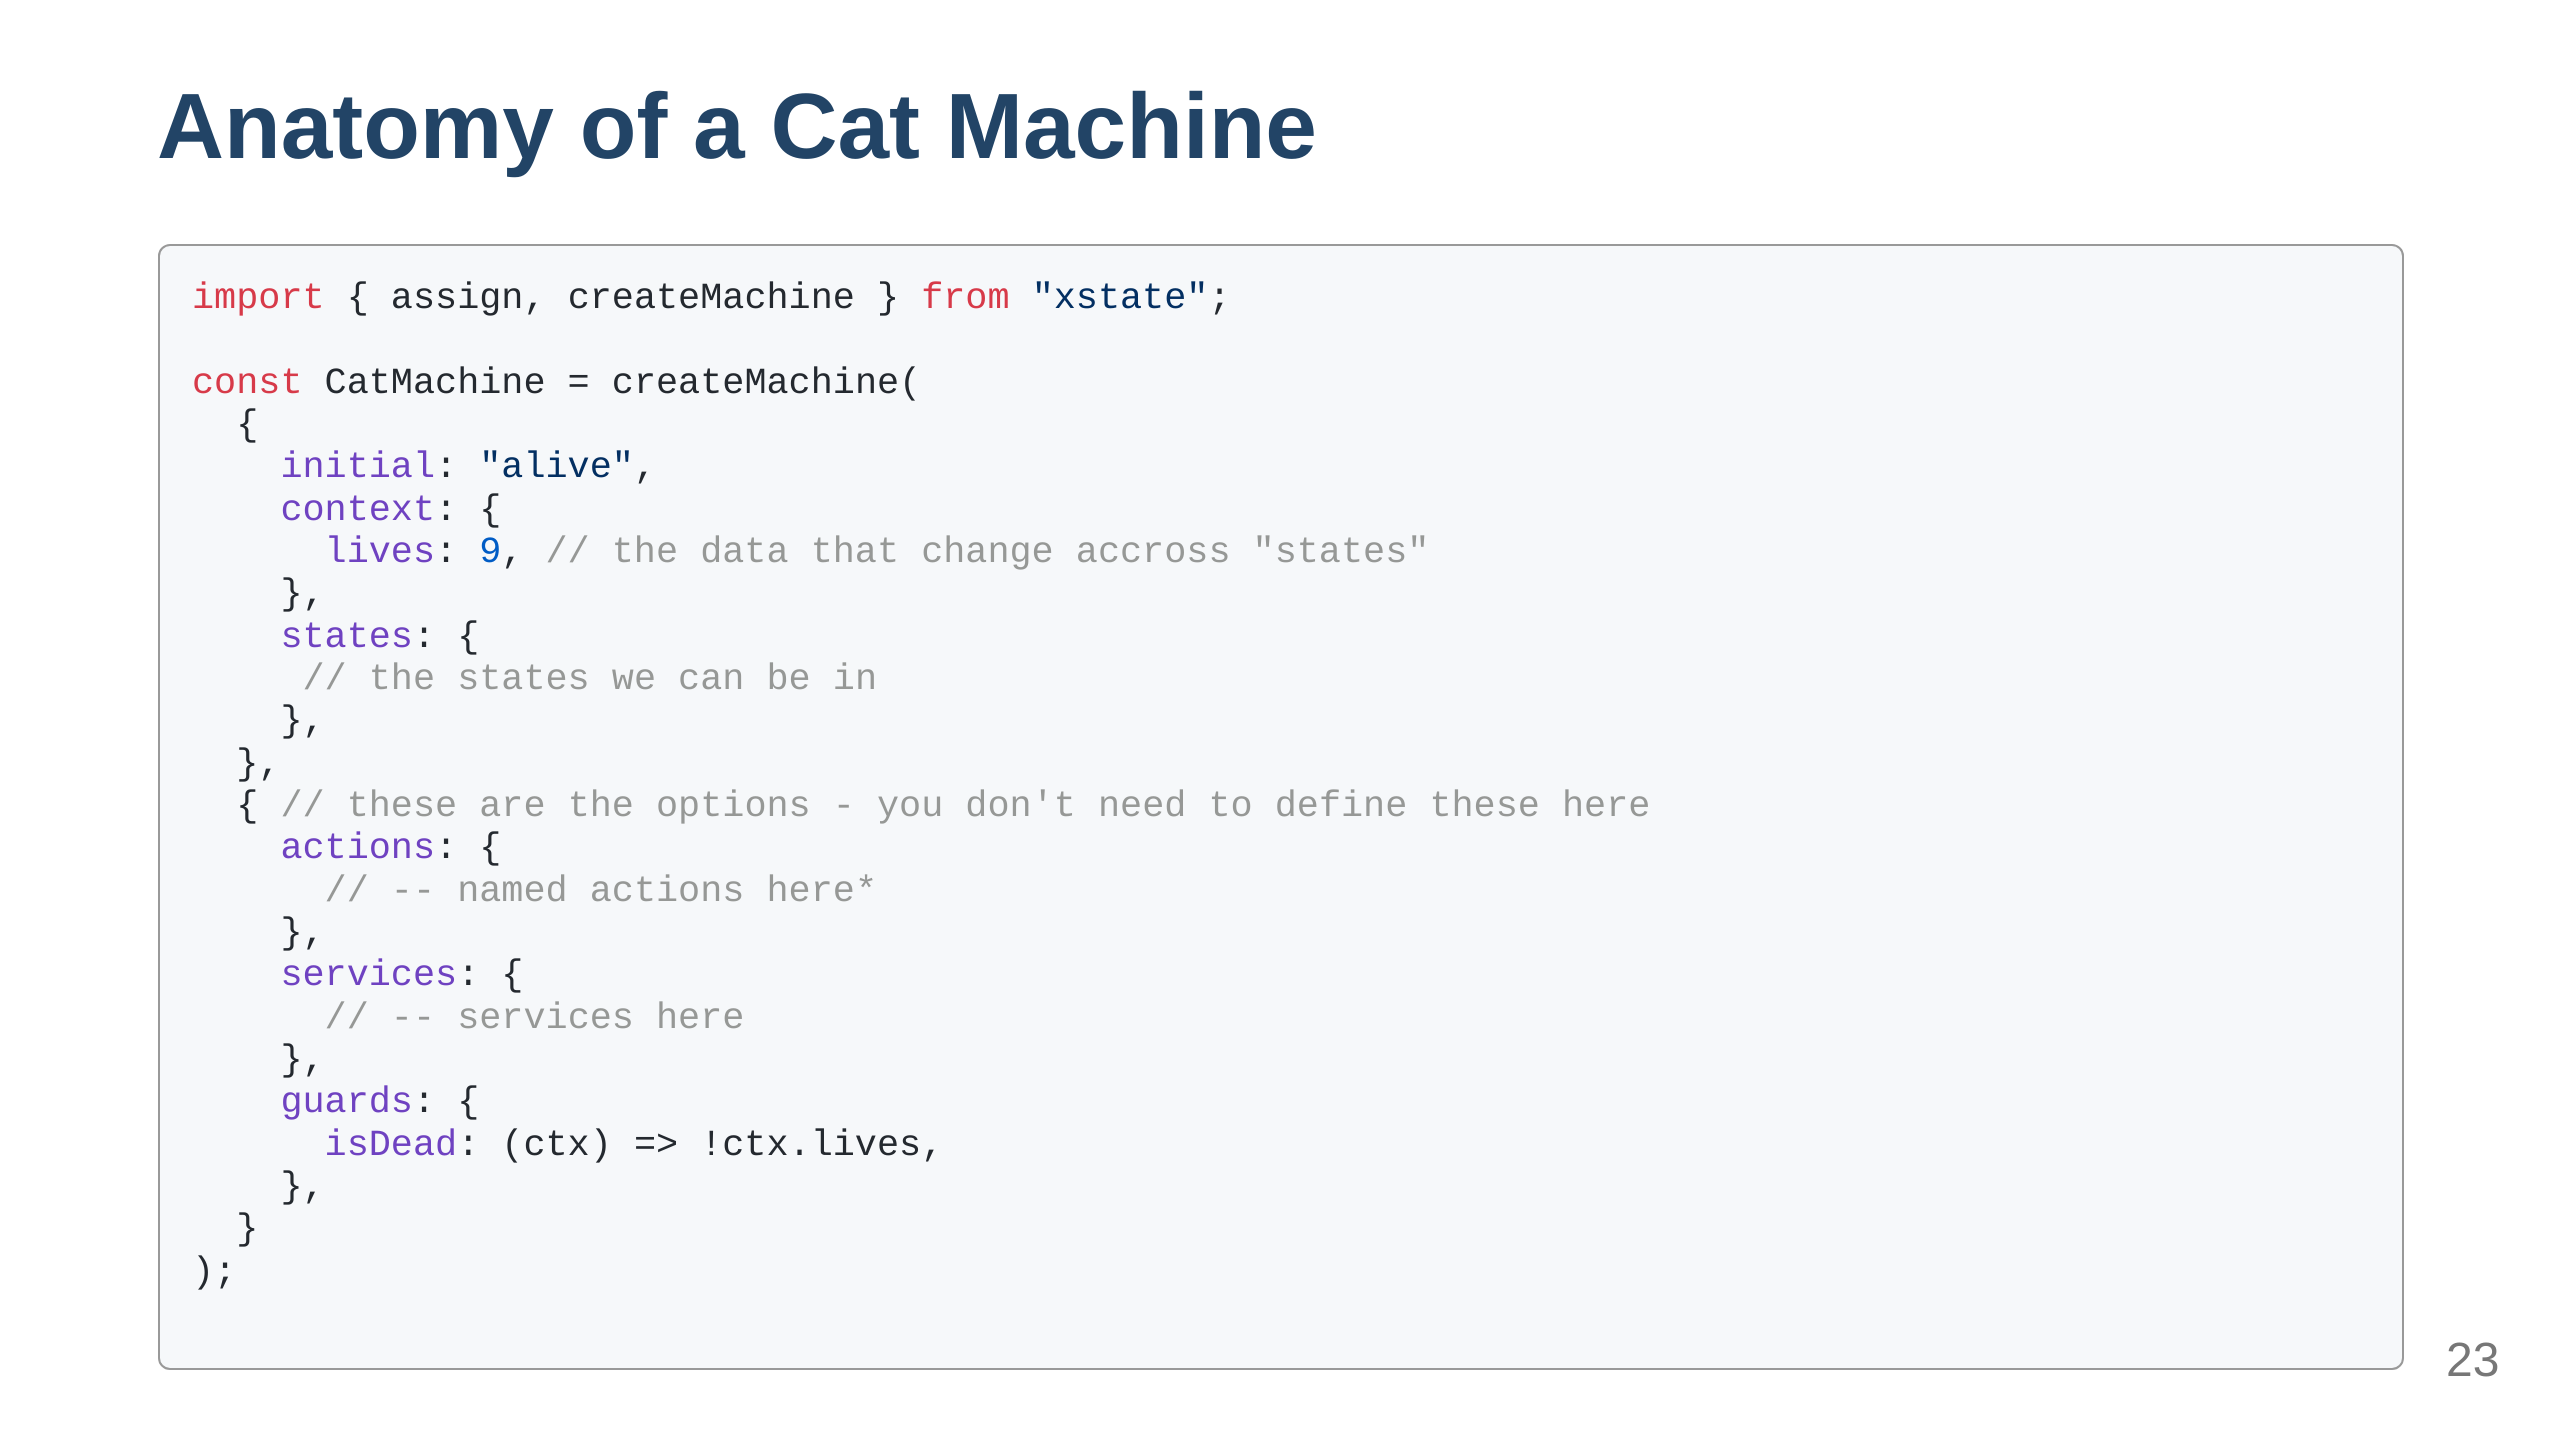 Anatomy of a Cat Machine
import { assign, createMachine } from "xstate";
const CatMachine = createMachine(
  {
    initial: "alive",
    context: {
      lives: 9, // the data that change accross "states"
    },
    states: {
     // the states we can be in
    },
  },
  { // these are the options - you don't need to define these here
    actions: {
      // -- named actions here*
    },
    services: {
      // -- services here
    },
    guards: {
      isDead: (ctx) => !ctx.lives,
    },
  }
);
23